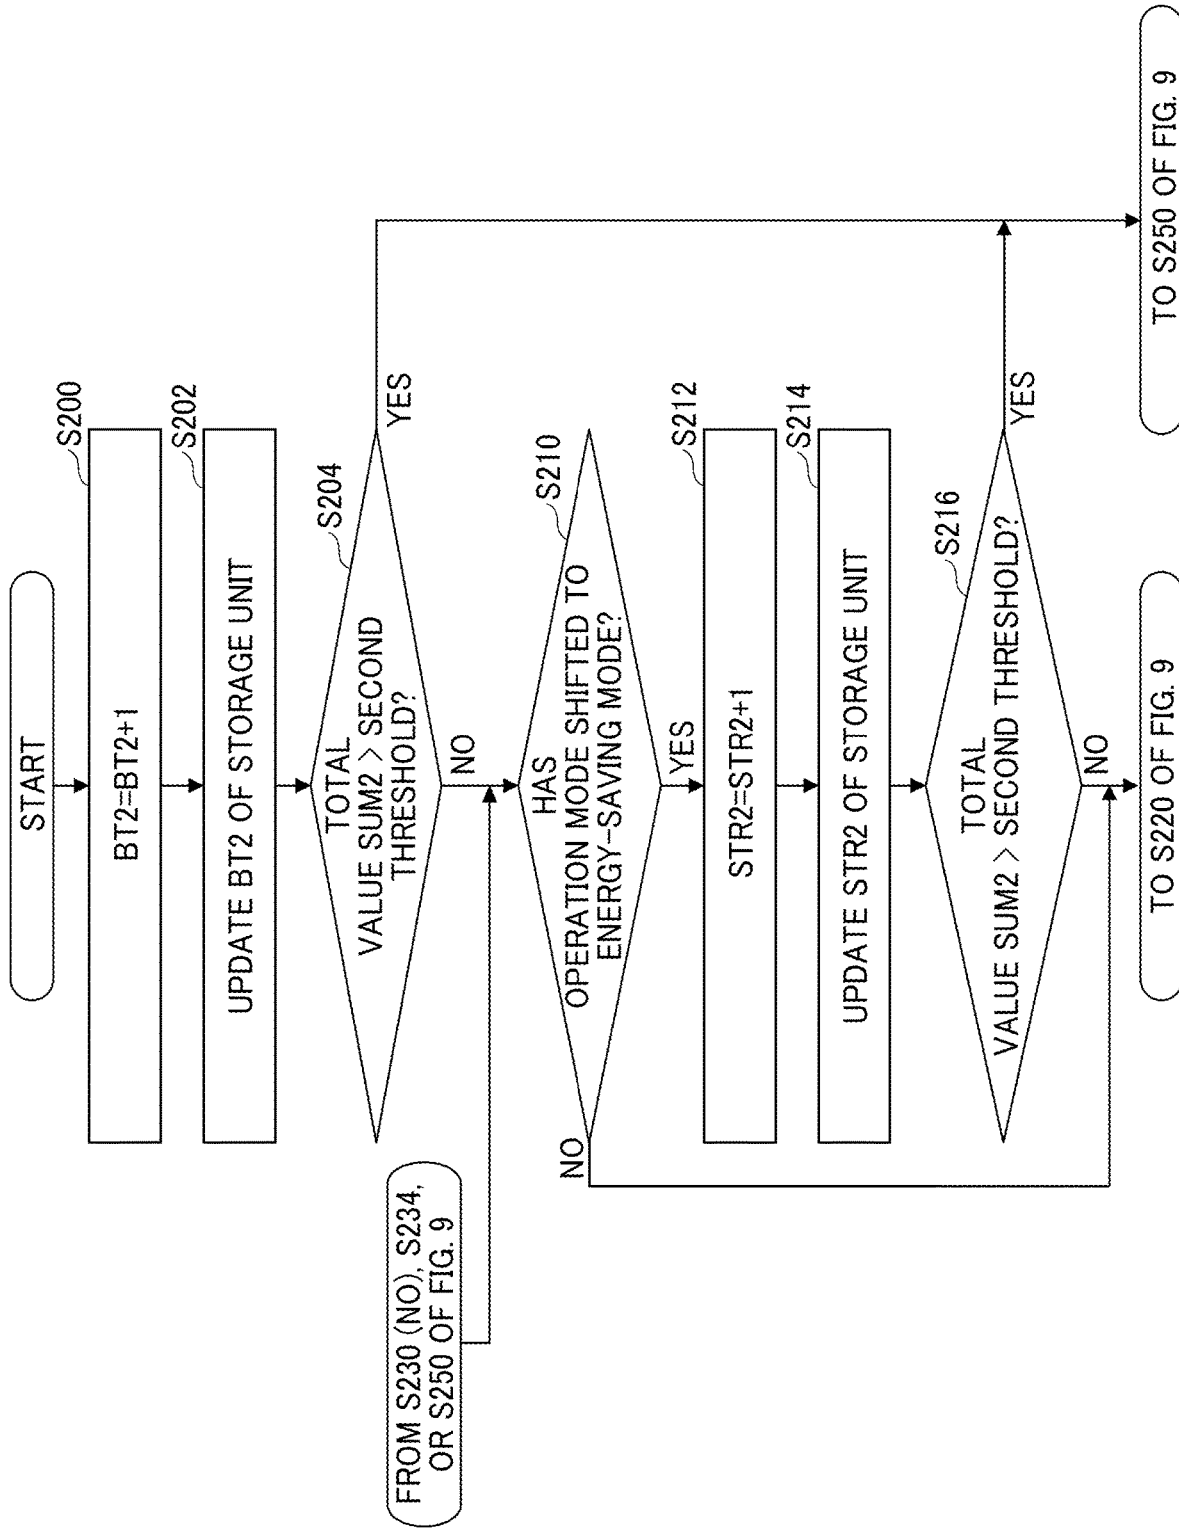 START
S200
BT2=BT2+1
S202
UPDATE BT2 OF STORAGE UNIT
S204
TOTAL
VALUE SUM2 > SECOND
THRESHOLD?
YES
NO
FROM S230 (NO), S234,
OR S250 OF FIG. 9
S210
HAS
OPERATION MODE SHIFTED TO
ENERGY-SAVING MODE?
NO
YES
S212
STR2=STR2+1
S214
UPDATE STR2 OF STORAGE UNIT
S216
TOTAL
VALUE SUM2 > SECOND THRESHOLD?
YES
NO
TO S220 OF FIG. 9
TO S250 OF FIG. 9